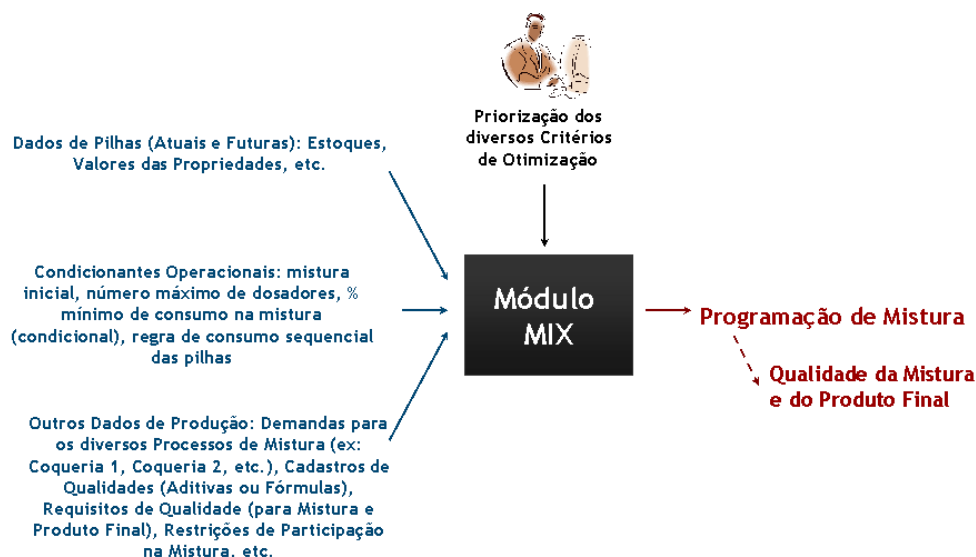 Priorização dos
diversos Critérios
de Otimização
Dados de Pilhas (Atuais e Futuras): Estoques,
Valores das Propriedades, etc.
Condicionantes Operacionais: mistura
inicial, número máximo de dosadores, %
mínimo de consumo na mistura
(condicional), regra de consumo sequencial
das pilhas
Outros Dados de Produção: Demandas para
os diversos Processos de Mistura (ex:
Coqueria 1, Coqueria 2, etc.), Cadastros de
Qualidades (Aditivas ou Fórmulas),
Requisitos de Qualidade (para Mistura e
Produto Final), Restrições de Participação
na Mistura, etc.
Módulo
MIX
Programação de Mistura
Qualidade da Mistura
e do Produto Final